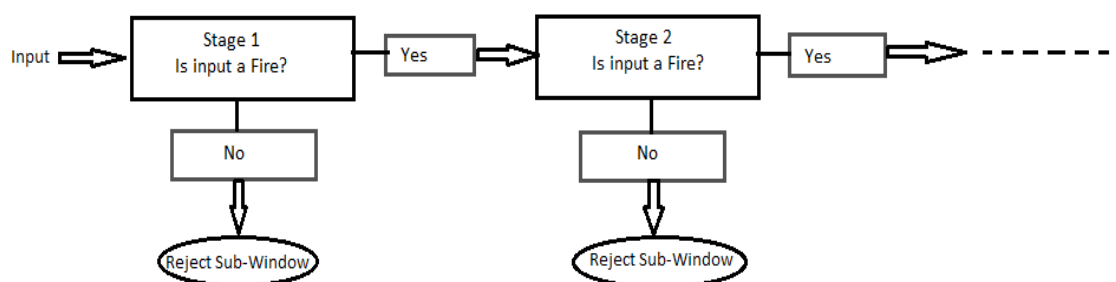 Input
Stage 1
Is input a Fire?
Yes
Stage 2
Is input a Fire?
Yes
No
No
Reject Sub-Window
Reject Sub-Window